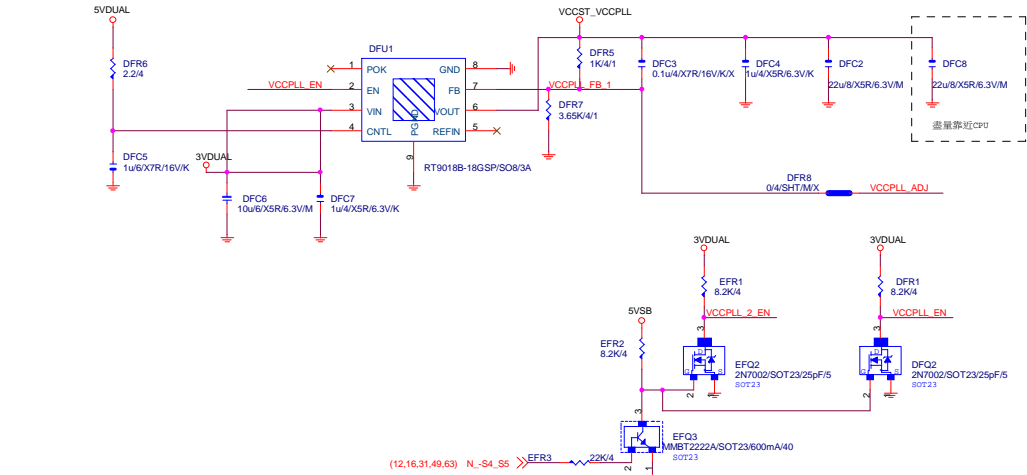 5VDUAL
VCCST_VCCPLL
DFR6
2.2/4
DFU1
DFR5
1K/4/1
DFC3
0.1u/4/X7R/16V/K/X
DFC4
1u/4/X5R/6.3V/K
DFC2
22u/8/X5R/6.3V/M
DFC8
22u/8/X5R/6.3V/M
盡量靠近CPU
1 POK GND 8
VCCPLL_EN 2 EN FB 7 VCCPLL_FB_1
3 VIN VOUT 6
4 CNTL REFIN 5
PGND
9
DFR7
3.65K/4/1
RT9018B-18GSP/SO8/3A
DFC5
1u/6/X7R/16V/K
3VDUAL
DFC6
10u/6/X5R/6.3V/M
DFC7
1u/4/X5R/6.3V/K
DFR8
0/4/SHT/M/X
VCCPLL_ADJ
3VDUAL
3VDUAL
EFR1
8.2K/4
DFR1
8.2K/4
5VSB
VCCPLL_2_EN
VCCPLL_EN
EFR2
8.2K/4
3
D
G S
2 1
EFQ2
2N7002/SOT23/25pF/5
SOT23
3
D
G S
2 1
DFQ2
2N7002/SOT23/25pF/5
SOT23
3
EFQ3
MMBT2222A/SOT23/600mA/40
SOT23
(12,16,31,49,63) N_-S4_S5 EFR3 22K/4
2 1